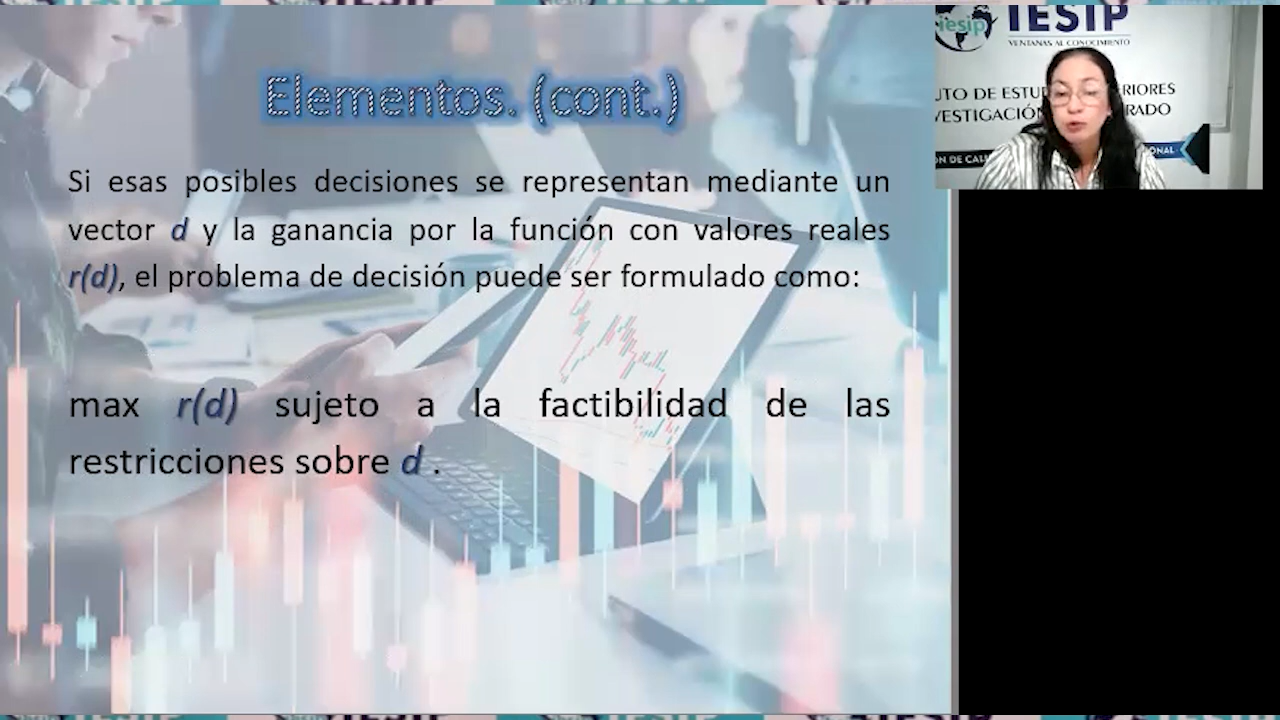 Elementos. (cont.)
Si esas posibles decisiones se representan mediante un
vector d y la ganancia por la función con valores reales
r(d), el problema de decisión puede ser formulado como:
max r(d) sujeto a la factibilidad de las
restricciones sobre d .
iesip IESIP
VENTANAS AL CONOCIMIENTO